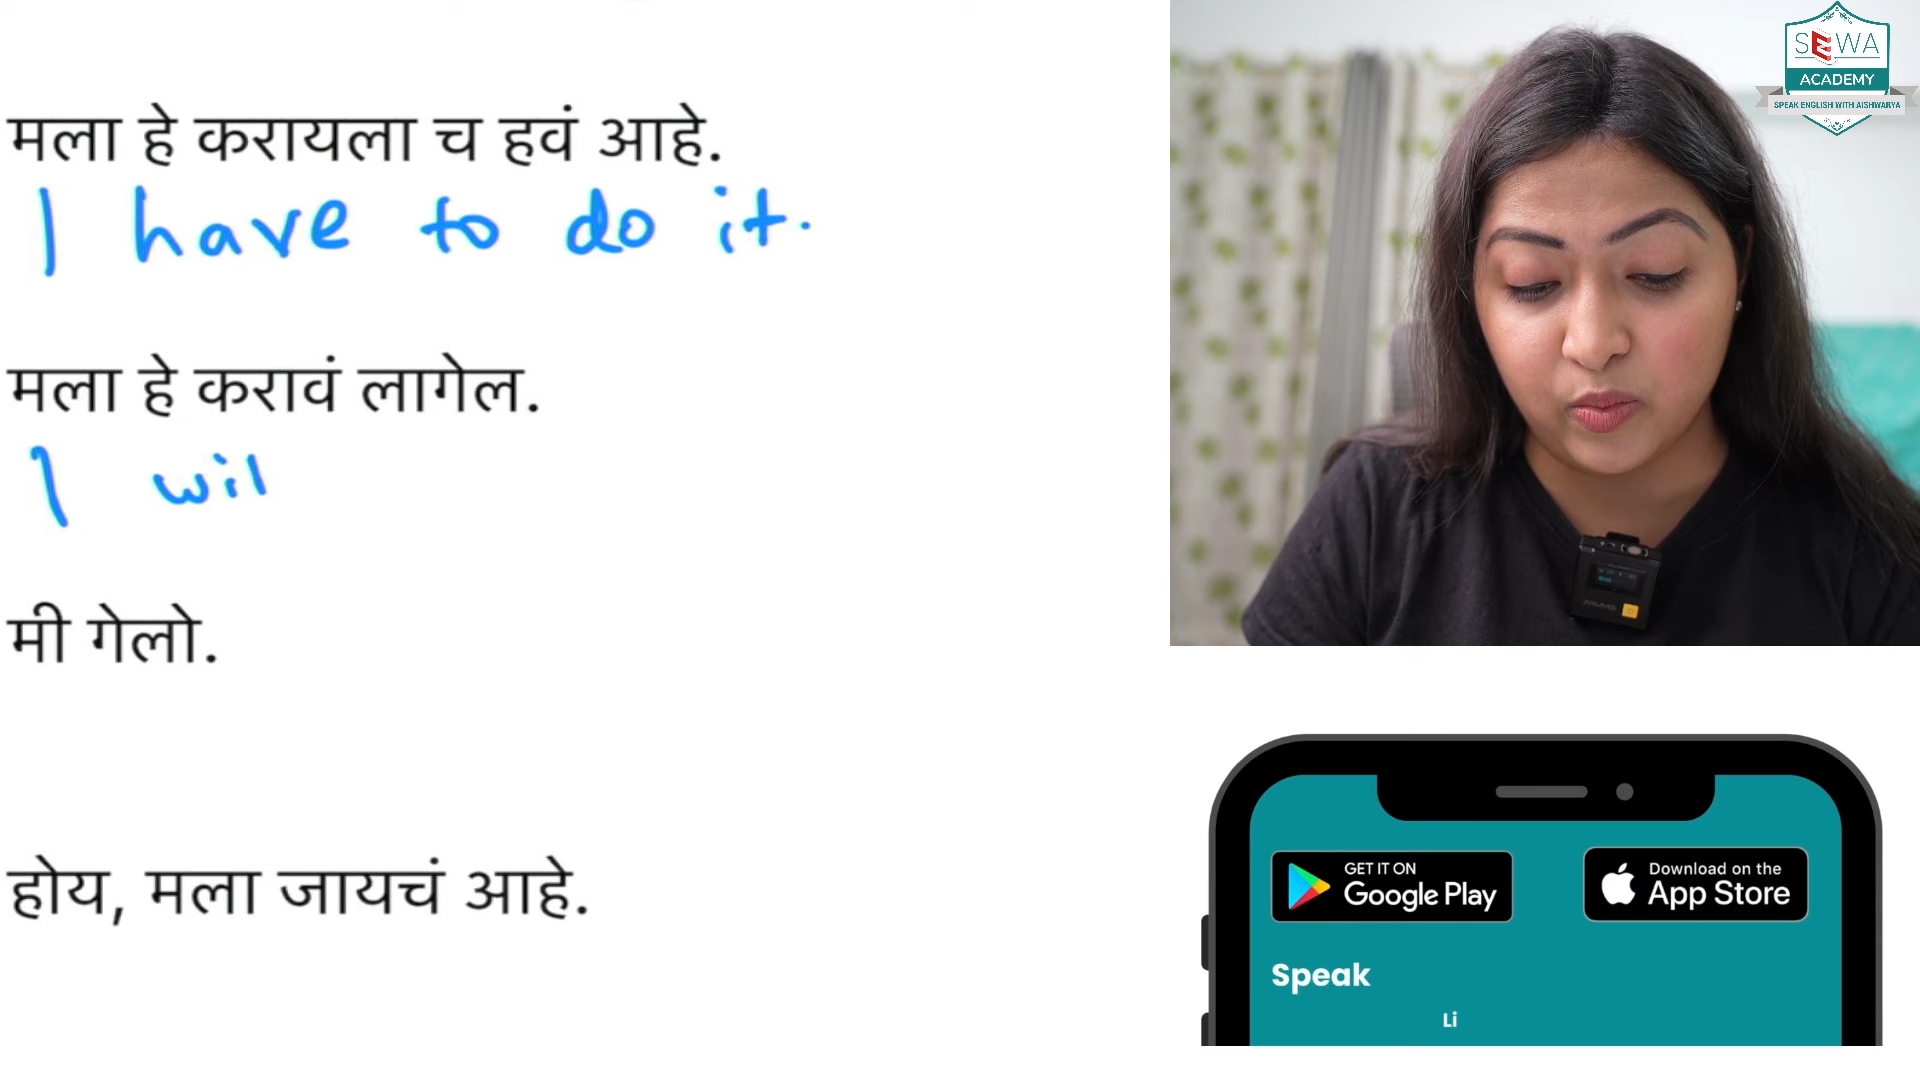 मला हे करायला च हवं आहे.
I have to do it.
मला हे करावं लागेल.
I wil
मी गेलो.
होय, मला जायचं आहे.
SEWA
ACADEMY
SPEAK ENGLISH WITH AISHWARYA
GET IT ON
Google Play
Download on the
App Store
Speak
Li